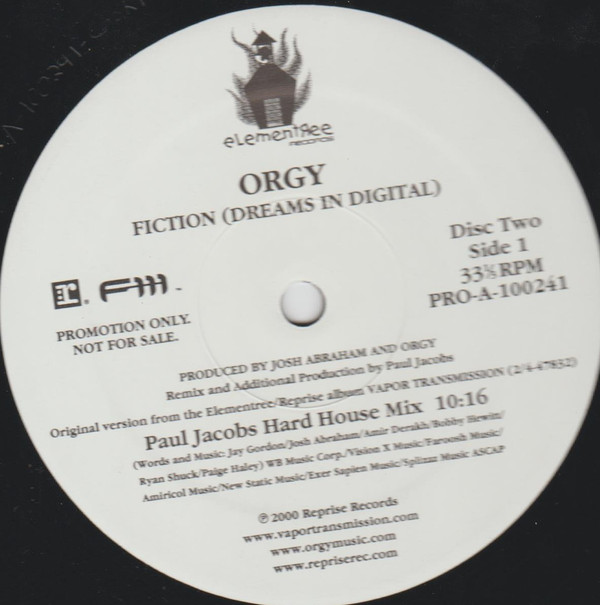 eLemenTRee
RECORDS
ORGY
FICTION (DREAMS IN DIGITAL)
Disc Two
Side 1
33⅓ RPM
PRO-A-100241
r®
PROMOTION ONLY.
NOT FOR SALE.
PRODUCED BY JOSH ABRAHAM AND ORGY
Remix and Additional Production by Paul Jacobs
Original version from the Elementree/Reprise album VAPOR TRANSMISSION (2/4-47832)
Paul Jacobs Hard House Mix 10:16
(Words and Music: Jay Gordon/Josh Abraham/Amir Derakh/Bobby Hewitt/
Ryan Shuck/Paige Haley) WB Music Corp./Vision X Music/Faroosh Music/
Amiricol Music/New Static Music/Exer Sapien Music/Splitzz Music ASCAP
℗ 2000 Reprise Records
www.vaportransmission.com
www.orgymusic.com
www.repriserec.com